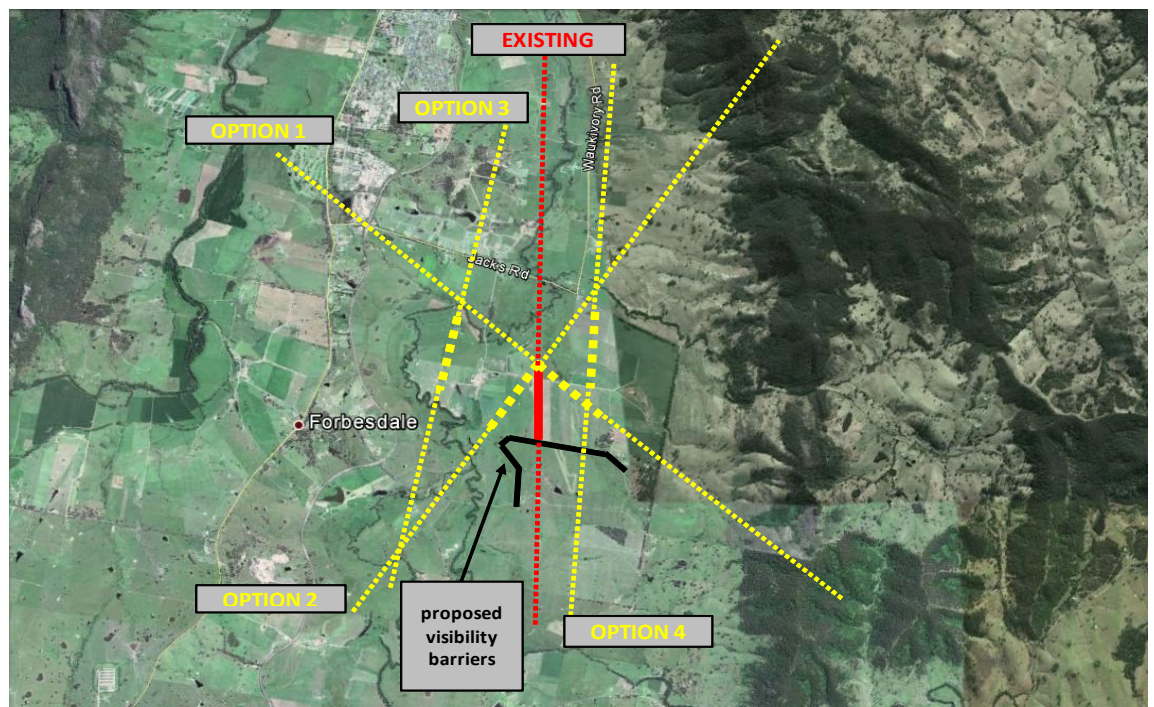 EXISTING
OPTION 3
OPTION 1
Waukivory Rd
Jacks Rd
Forbesdale
OPTION 2
proposed
visibility
barriers
OPTION 4